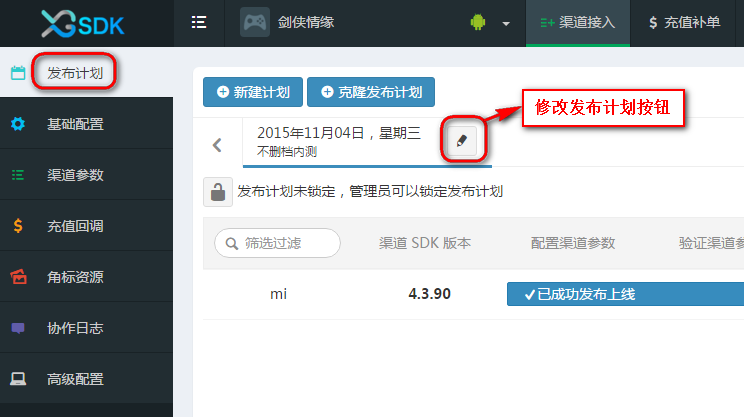 XGSDK
剑侠情缘
渠道接入
$ 充值补单
发布计划
基础配置
渠道参数
充值回调
角标资源
协作日志
高级配置
新建计划
克隆发布计划
修改发布计划按钮
2015年11月04日，星期三
不删档内测
发布计划未锁定，管理员可以锁定发布计划
筛选过滤
渠道 SDK 版本
配置渠道参数
验证渠道参
mi
4.3.90
已成功发布上线